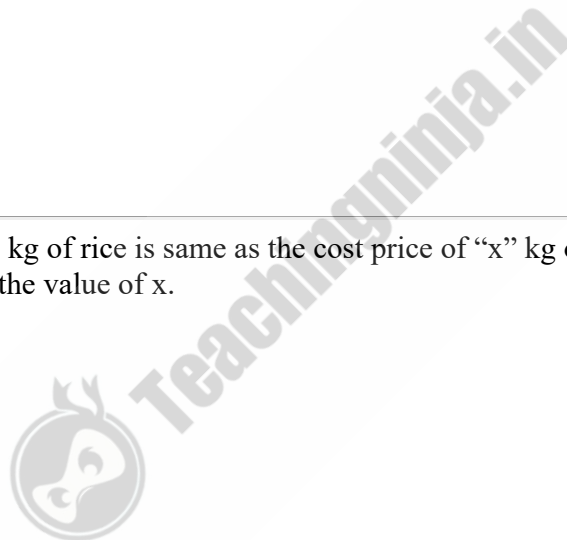 Teachingninja.in
kg of rice is same as the cost price of “x” kg
the value of x.